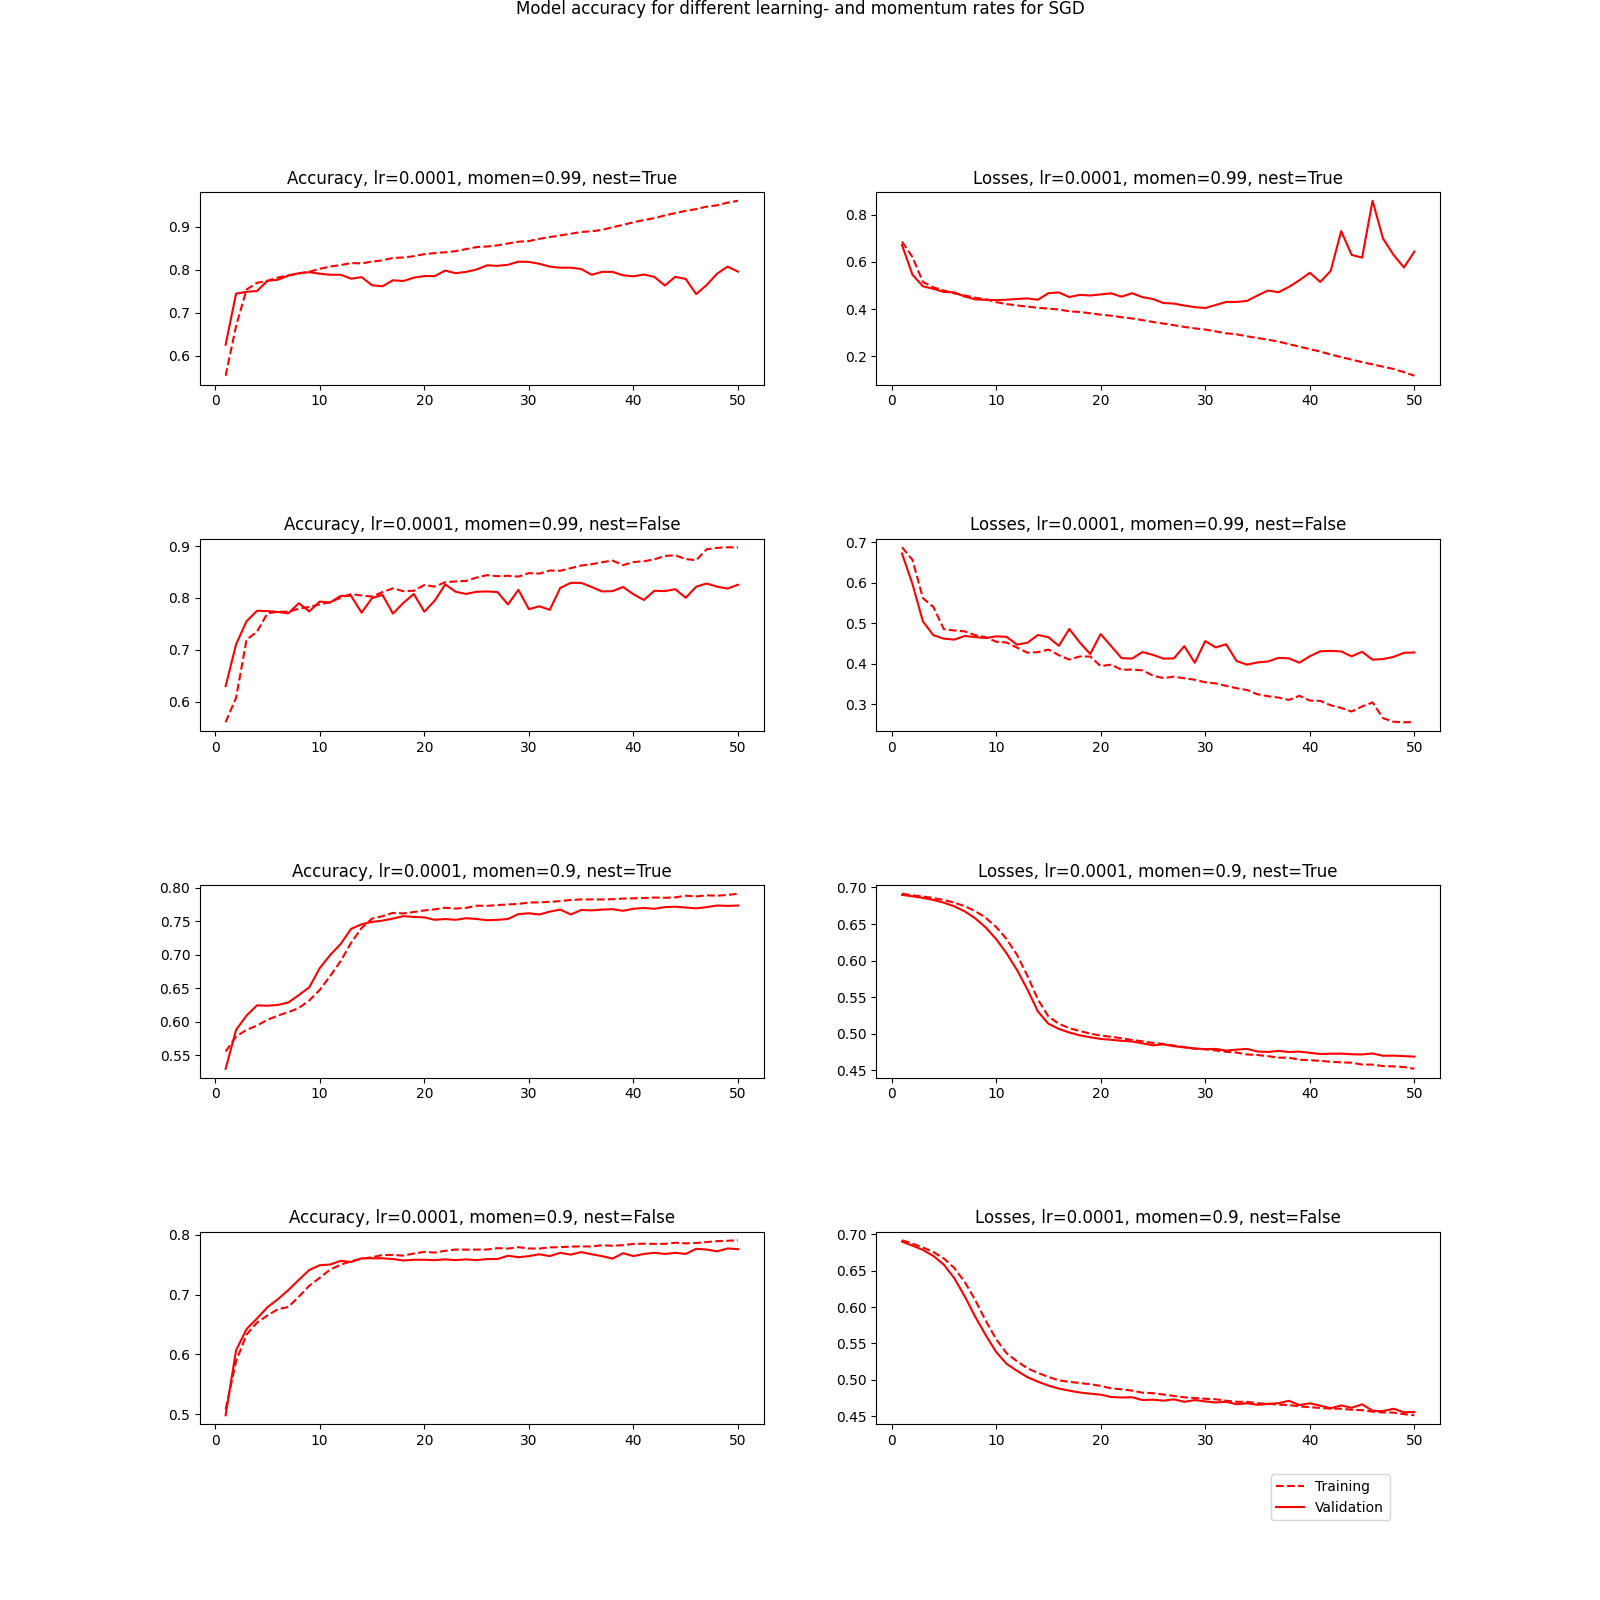 Model accuracy for different learning- and momentum rates for SGD
Accuracy, lr=0.0001, momen=0.99, nest=True
0.9
0.8
0.7
0.6
0 10 20 30 40 50
Losses, lr=0.0001, momen=0.99, nest=True
0.8
0.6
0.4
0.2
0 10 20 30 40 50
Accuracy, lr=0.0001, momen=0.99, nest=False
0.9
0.8
0.7
0.6
0 10 20 30 40 50
Losses, lr=0.0001, momen=0.99, nest=False
0.7
0.6
0.5
0.4
0.3
0 10 20 30 40 50
Accuracy, lr=0.0001, momen=0.9, nest=True
0.80
0.75
0.70
0.65
0.60
0.55
0 10 20 30 40 50
Losses, lr=0.0001, momen=0.9, nest=True
0.70
0.65
0.60
0.55
0.50
0.45
0 10 20 30 40 50
Accuracy, lr=0.0001, momen=0.9, nest=False
0.8
0.7
0.6
0.5
0 10 20 30 40 50
Losses, lr=0.0001, momen=0.9, nest=False
0.70
0.65
0.60
0.55
0.50
0.45
0 10 20 30 40 50
Training
Validation